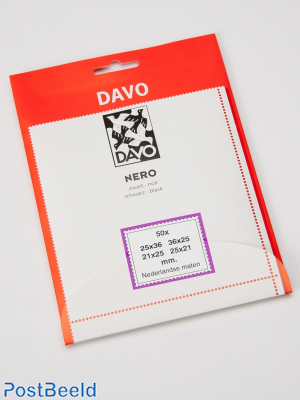 DAVO
DAVO
NERO
zwart - noir
schwarz - black
50x
25x36 36x25
21x25 25x21
mm.
Nederlandse maten
PostBeeld